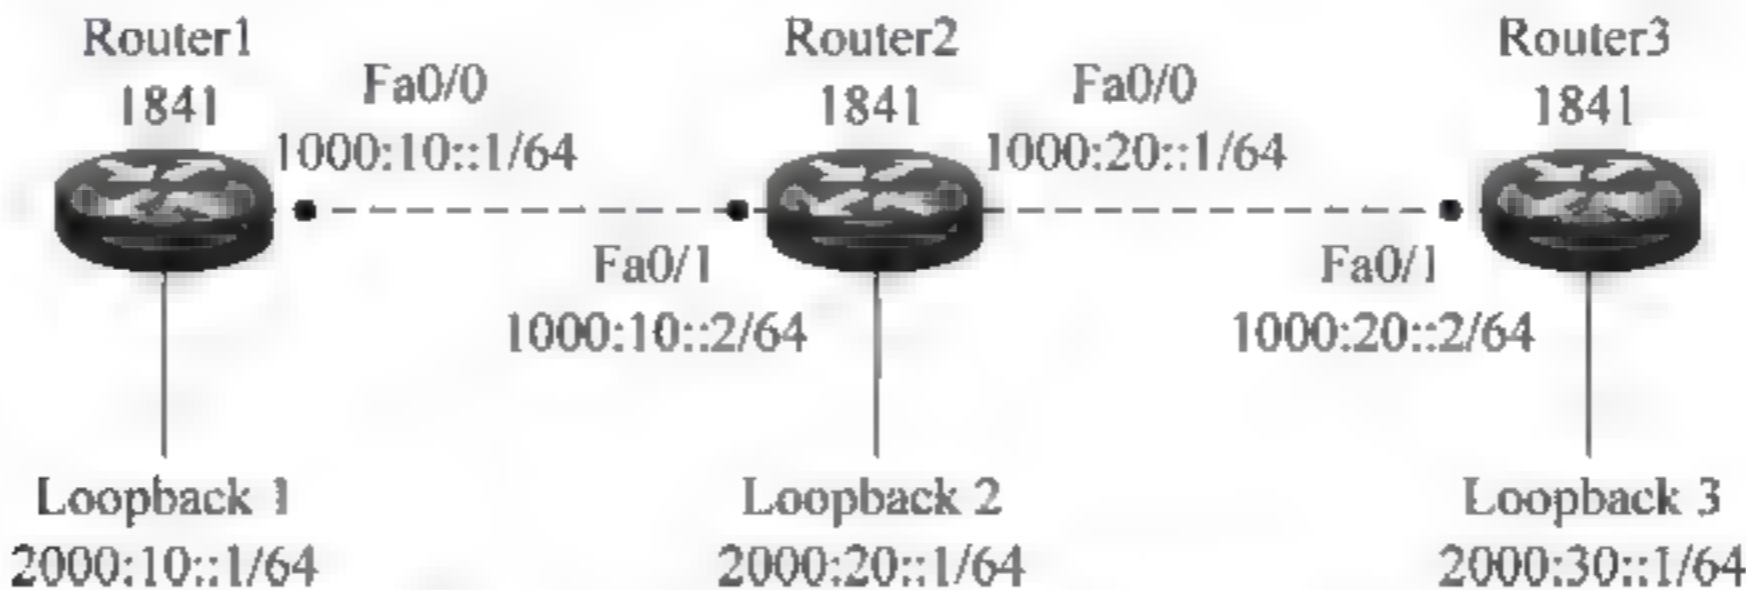 Router1
1841
Fa0/0
1000:10::1/64
Router2
1841
Fa0/0
1000:20::1/64
Router3
1841
Fa0/1
1000:10::2/64
Fa0/1
1000:20::2/64
Loopback 1
2000:10::1/64
Loopback 2
2000:20::1/64
Loopback 3
2000:30::1/64